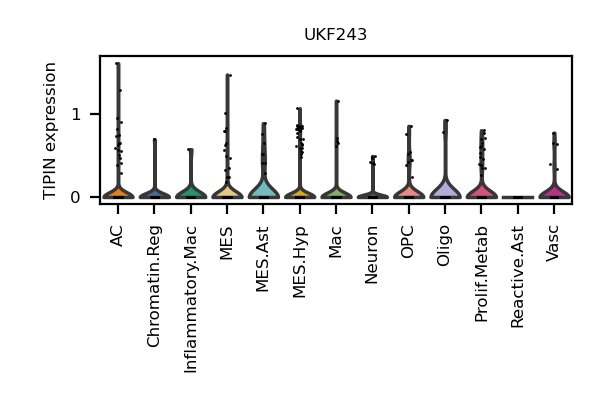 UKF243
TIPIN expression
1
0
AC
Chromatin.Reg
Inflammatory.Mac
MES
MES.Ast
MES.Hyp
Mac
Neuron
OPC
Oligo
Prolif.Metab
Reactive.Ast
Vasc